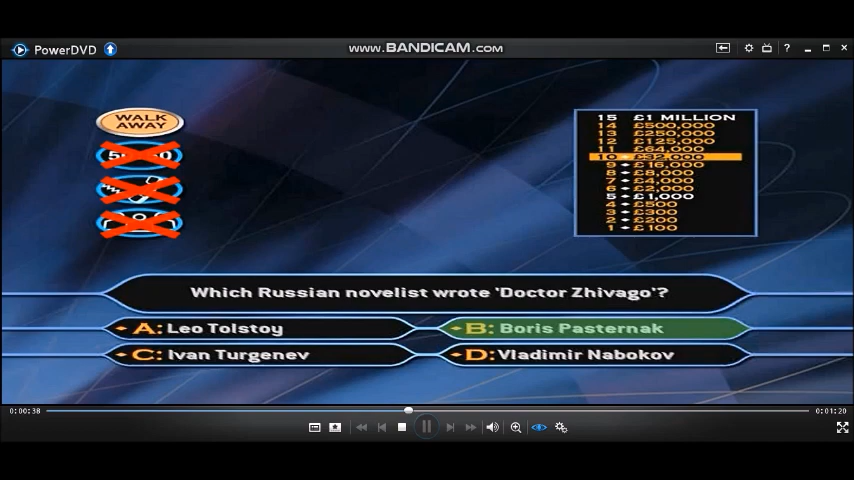 PowerDVD
www.BANDICAM.com
?
WALK
AWAY
15 £1 MILLION
14 £500,000
13 £250,000
12 £125,000
11 £64,000
10 £32,000
9 £16,000
8 £8,000
7 £4,000
6 £2,000
5 £1,000
4 £500
3 £300
2 £200
1 £100
Which Russian novelist wrote 'Doctor Zhivago'?
A: Leo Tolstoy
B: Boris Pasternak
C: Ivan Turgenev
D: Vladimir Nabokov
0:00:38
0:01:20